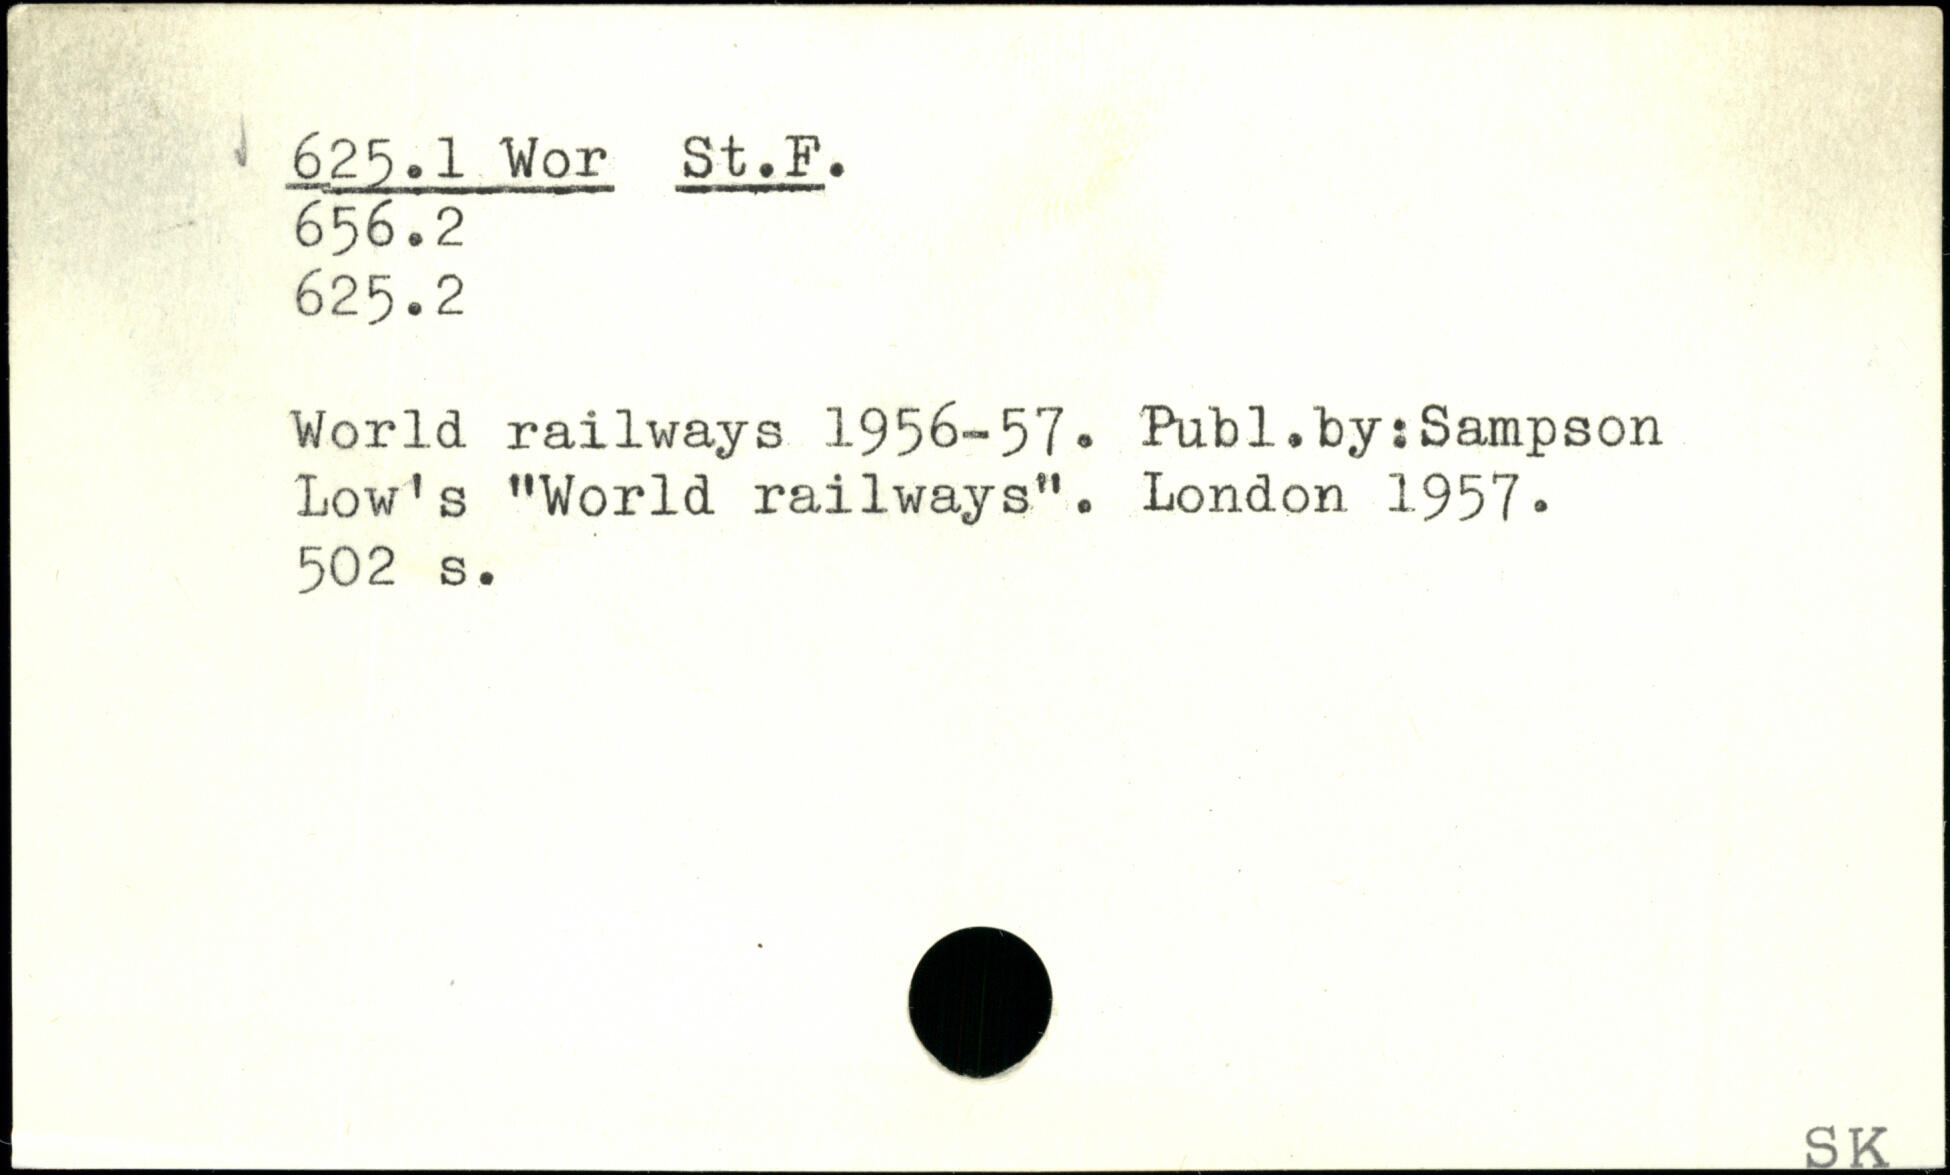 625.1 Wor St.F.
656.2
625.2
World railways 1956-57. Publ.by:Sampson
Low's "World railways". London 1957.
502 s.
SK